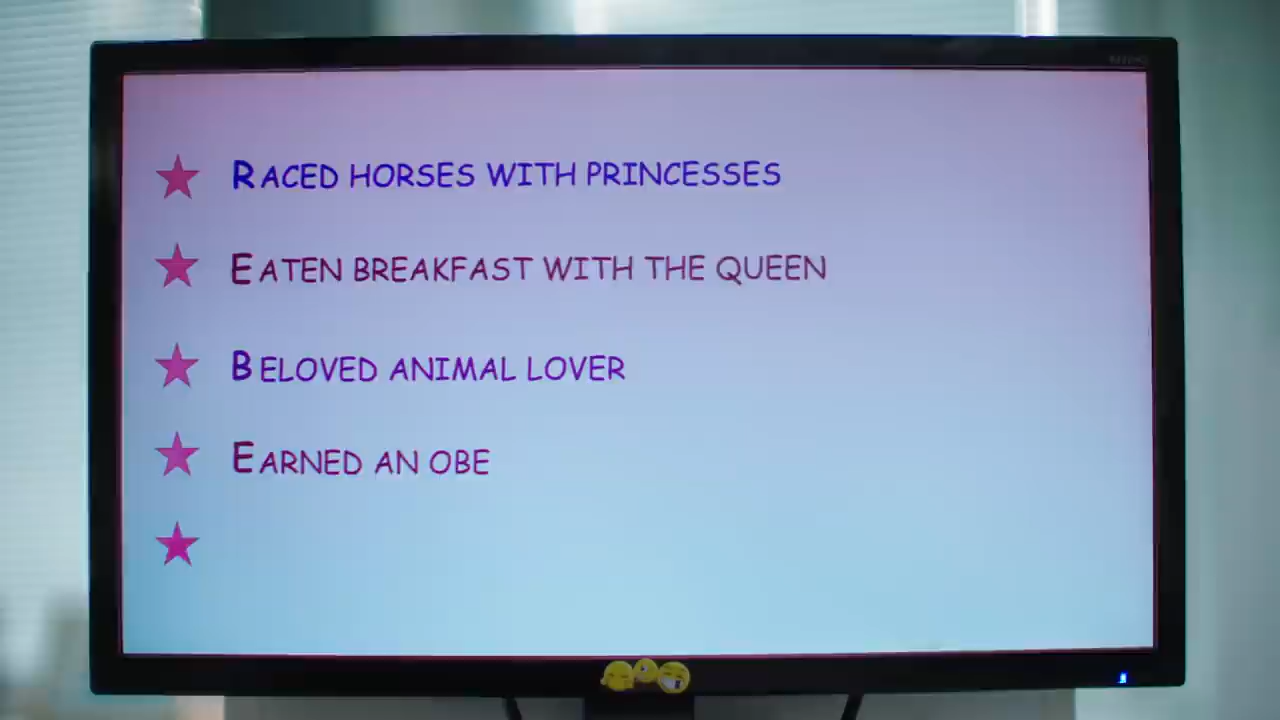 RACED HORSES WITH PRINCESSES
EATEN BREAKFAST WITH THE QUEEN
BELOVED ANIMAL LOVER
EARNED AN OBE